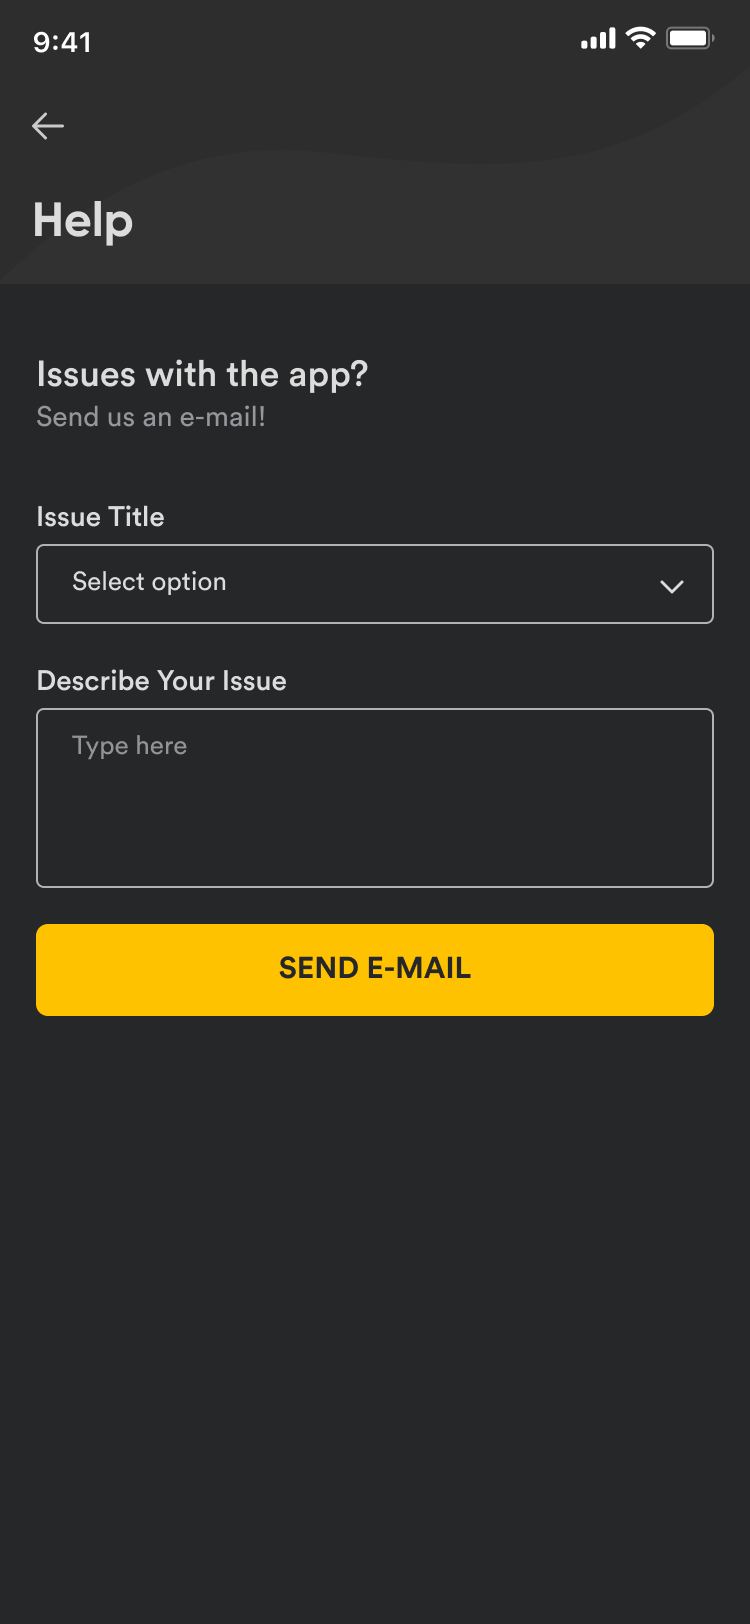 9:41
Help
Issues with the app?
Send us an e-mail!
Issue Title
Select option
Describe Your Issue
Type here
SEND E-MAIL